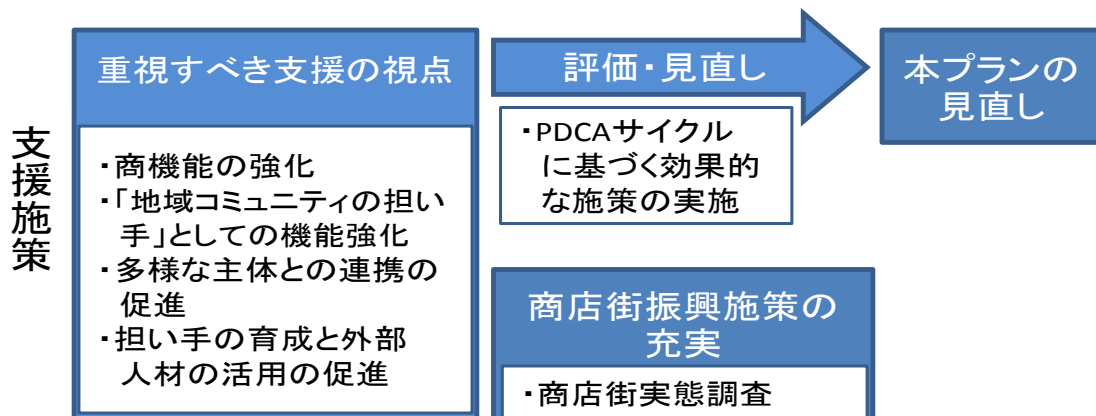 支援施策
重視すべき支援の視点
・商機能の強化
・「地域コミュニティの担い
手」としての機能強化
・多様な主体との連携の
促進
・担い手の育成と外部
人材の活用の促進
評価・見直し
・PDCAサイクル
に基づく効果的
な施策の実施
本プランの
見直し
商店街振興施策の
充実
・商店街実態調査